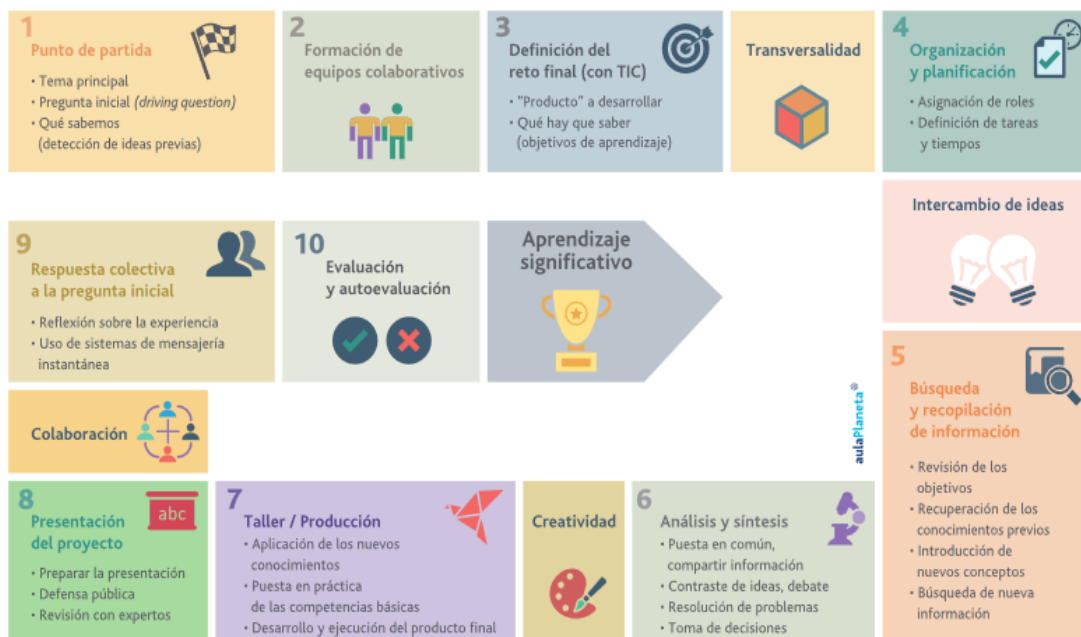 1
Punto de partida
• Tema principal
• Pregunta inicial (driving question)
• Qué sabemos
(detección de ideas previas)
2
Formación de
equipos colaborativos
3
Definición del
reto final (con TIC)
• "Producto" a desarrollar
• Qué hay que saber
(objetivos de aprendizaje)
Transversalidad
4
Organización
y planificación
• Asignación de roles
• Definición de tareas
y tiempos
Intercambio de ideas
5
Búsqueda
y recopilación
de información
• Revisión de los
objetivos
• Recuperación de los
conocimientos previos
• Introducción de
nuevos conceptos
• Búsqueda de nueva
información
6
Análisis y síntesis
• Puesta en común,
compartir información
• Contraste de ideas, debate
• Resolución de problemas
• Toma de decisiones
Creatividad
7
Taller / Producción
• Aplicación de los nuevos
conocimientos
• Puesta en práctica
de las competencias básicas
• Desarrollo y ejecución del producto final
8
abc
Presentación
del proyecto
• Preparar la presentación
• Defensa pública
• Revisión con expertos
Colaboración
9
Respuesta colectiva
a la pregunta inicial
• Reflexión sobre la experiencia
• Uso de sistemas de mensajería
instantánea
10
Evaluación
y autoevaluación
Aprendizaje
significativo
aulaPlaneta